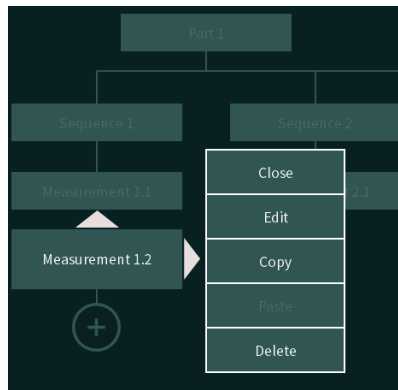 Part 1
Sequence 1
Sequence 2
Measurement 1.1
2.1
Measurement 1.2
Close
Edit
Copy
Paste
Delete